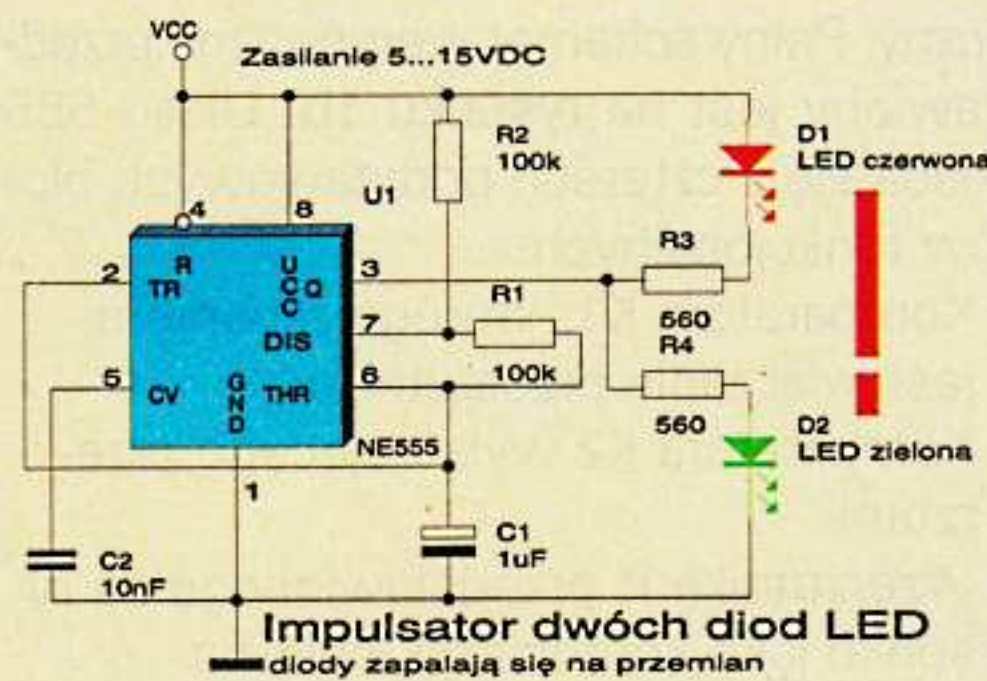 VCC
Zasilanie 5...15VDC
R2
100k
D1
LED czerwona
U1
4
8
2
TR
R
UCC
Q
3
R3
560
DIS
7
R1
100k
R4
560
5
CV
GND
THR
6
NE555
D2
LED zielona
1
C2
10nF
C1
1uF
Impulsator dwóch diod LED
diody zapalają się na przemian